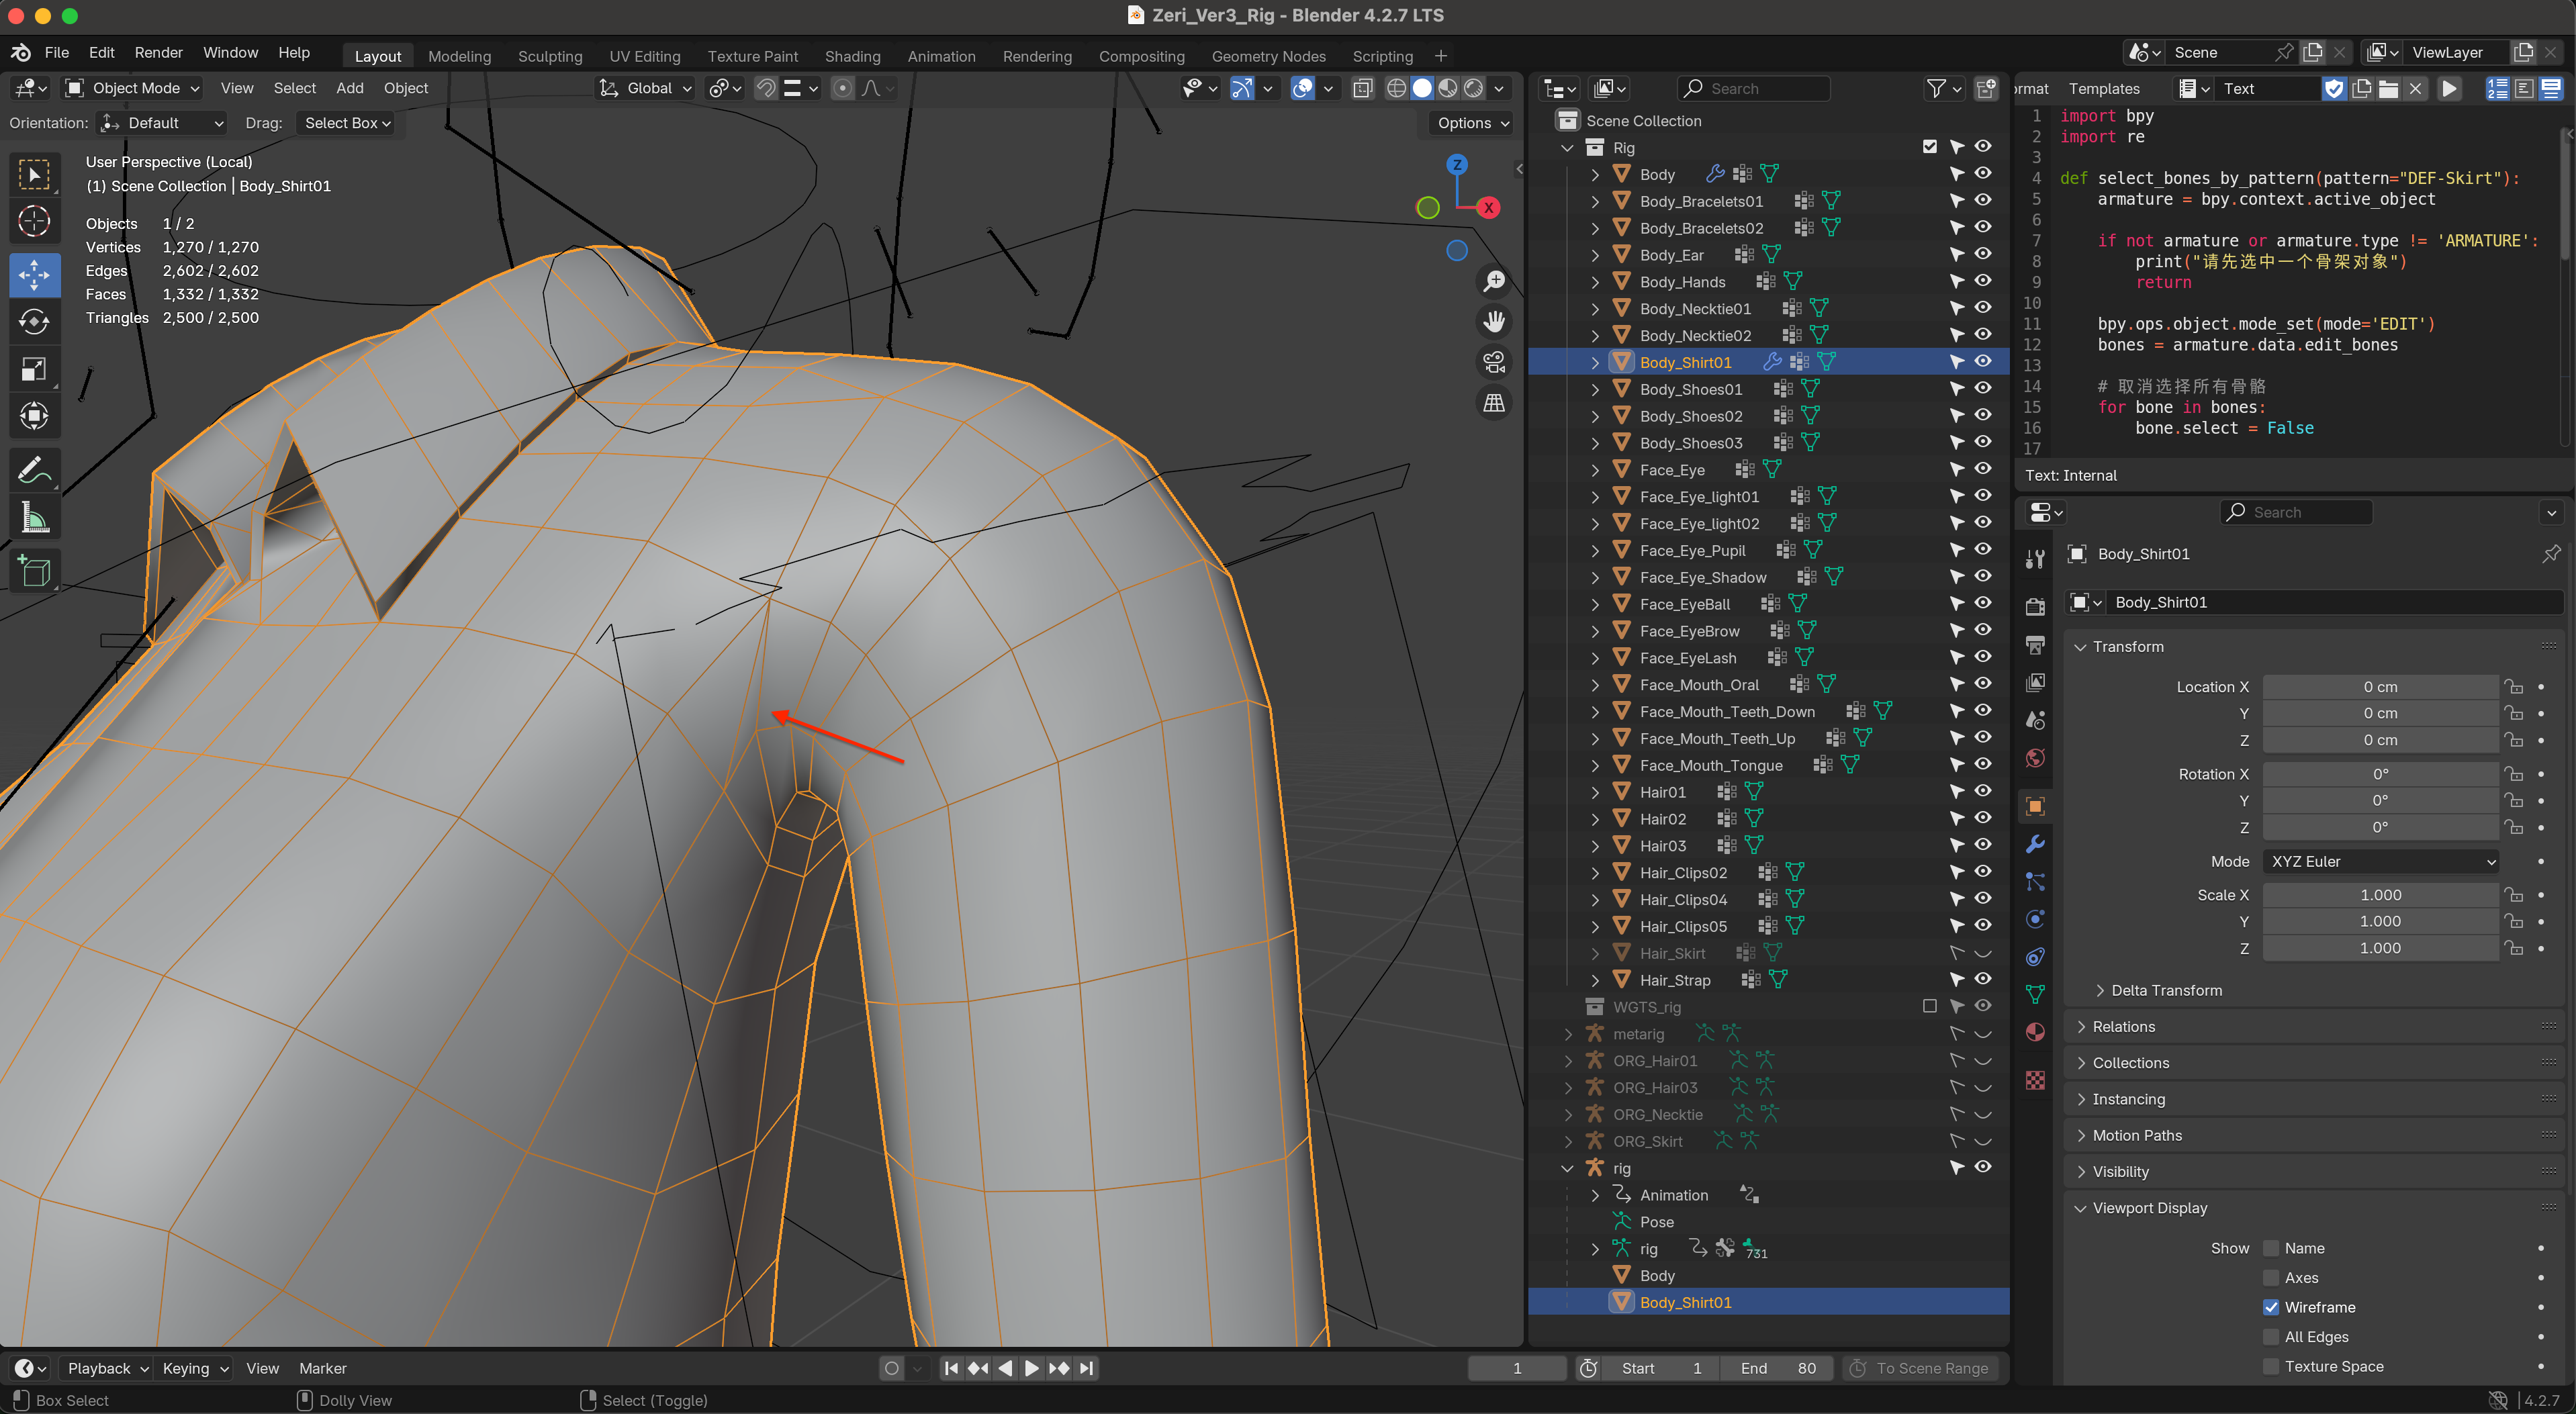 Zeri_Ver3_Rig - Blender 4.2.7 LTS
File Edit Render Window Help Layout Modeling Sculpting UV Editing Texture Paint Shading Animation Rendering Compositing Geometry Nodes Scripting Scene ViewLayer
Object Mode View Select Add Object Global
Orientation: Default Drag: Select Box Options
User Perspective (Local)
(1) Scene Collection | Body_Shirt01
Objects 1 / 2
Vertices 1,270 / 1,270
Edges 2,602 / 2,602
Faces 1,332 / 1,332
Triangles 2,500 / 2,500
Z
X
Search
Scene Collection
Rig
Body
Body_Bracelets01
Body_Bracelets02
Body_Ear
Body_Hands
Body_Necktie01
Body_Necktie02
Body_Shirt01
Body_Shoes01
Body_Shoes02
Body_Shoes03
Face_Eye
Face_Eye_light01
Face_Eye_light02
Face_Eye_Pupil
Face_Eye_Shadow
Face_EyeBall
Face_EyeBrow
Face_EyeLash
Face_Mouth_Oral
Face_Mouth_Teeth_Down
Face_Mouth_Teeth_Up
Face_Mouth_Tongue
Hair01
Hair02
Hair03
Hair_Clips02
Hair_Clips04
Hair_Clips05
Hair_Skirt
Hair_Strap
WGTS_rig
metarig
ORG_Hair01
ORG_Hair03
ORG_Necktie
ORG_Skirt
rig
Animation
Pose
rig 731
Body
Body_Shirt01
rmat Templates Text
1 import bpy
2 import re
3
4 def select_bones_by_pattern(pattern="DEF-Skirt"):
5 armature = bpy.context.active_object
6
7 if not armature or armature.type != 'ARMATURE':
8 print("请先选中一个骨架对象")
9 return
10
11 bpy.ops.object.mode_set(mode='EDIT')
12 bones = armature.data.edit_bones
13
14 # 取消选择所有骨骼
15 for bone in bones:
16 bone.select = False
17
Text: Internal
Search
Body_Shirt01
Body_Shirt01
Transform
Location X 0 cm
Y 0 cm
Z 0 cm
Rotation X 0°
Y 0°
Z 0°
Mode XYZ Euler
Scale X 1.000
Y 1.000
Z 1.000
Delta Transform
Relations
Collections
Instancing
Motion Paths
Visibility
Viewport Display
Show Name
Axes
Wireframe
All Edges
Texture Space
Playback Keying View Marker 1 Start 1 End 80 To Scene Range
Box Select Dolly View Select (Toggle) 4.2.7